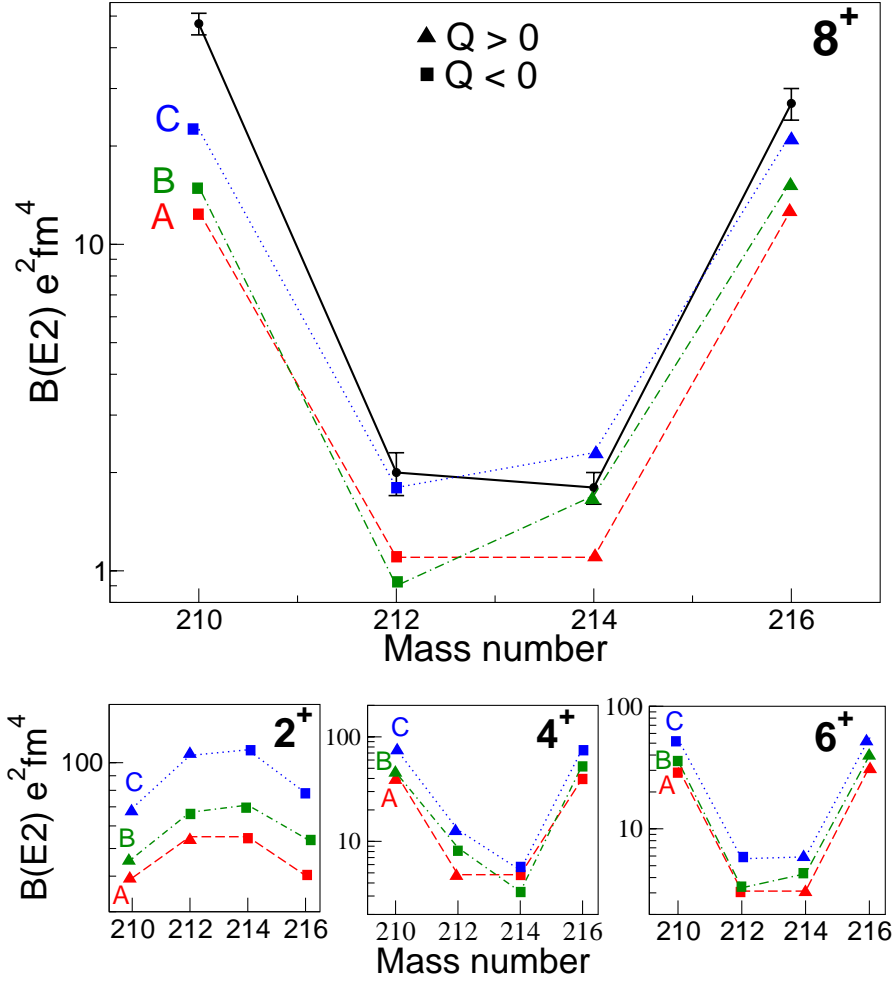 8⁺
▲ Q > 0
■ Q < 0
C
B
A
B(E2) e²fm⁴
10
1
210 212 214 216
Mass number
2⁺
100
C
B
A
B(E2) e²fm⁴
210 212 214 216
4⁺
100
10
C
B
A
210 212 214 216
Mass number
6⁺
100
10
C
B
A
210 212 214 216